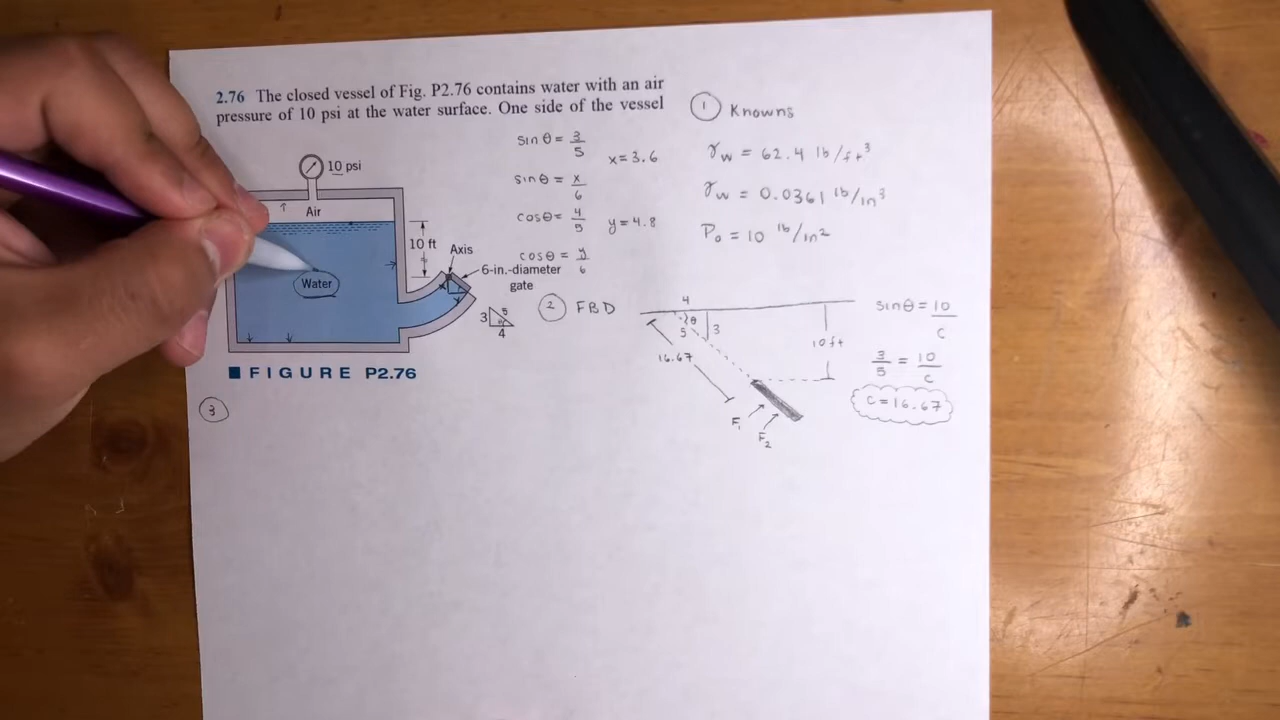 2.76 The closed vessel of Fig. P2.76 contains water with an air
pressure of 10 psi at the water surface. One side of the vessel
10 psi
Air
10 ft
Axis
6-in.-diameter
gate
Water
3
5
4
FIGURE P2.76
sin θ = 3/5
x = 3.6
sin θ = x/6
cos θ = 4/5
y = 4.8
cos θ = y/6
1 Knowns
γw = 62.4 lb/ft³
γw = 0.0361 lb/in³
Po = 10 lb/in²
2 FBD
4
θ
5
3
10 ft
16.67
F1
F2
sin θ = 10/c
3/5 = 10/c
c = 16.67
3